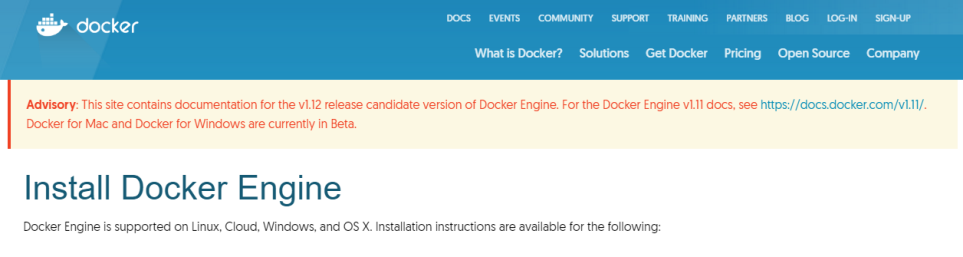 docker
DOCS EVENTS COMMUNITY SUPPORT TRAINING PARTNERS BLOG LOG-IN SIGN-UP
What is Docker? Solutions Get Docker Pricing Open Source Company
Advisory: This site contains documentation for the v1.12 release candidate version of Docker Engine. For the Docker Engine v1.11 docs, see https://docs.docker.com/v1.11/.
Docker for Mac and Docker for Windows are currently in Beta.
Install Docker Engine
Docker Engine is supported on Linux, Cloud, Windows, and OS X. Installation instructions are available for the following: